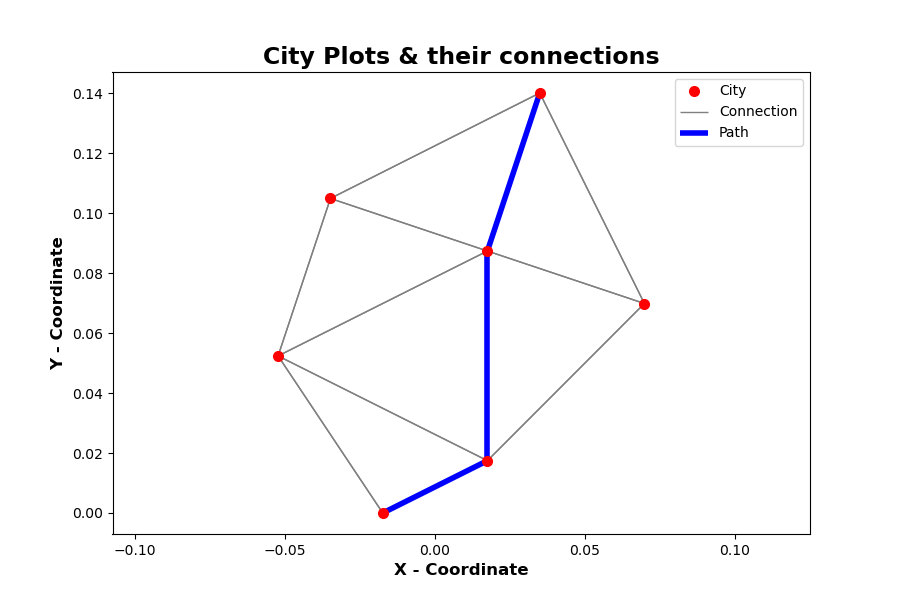 City Plots & their connections
City
Connection
Path
Y - Coordinate
0.14
0.12
0.10
0.08
0.06
0.04
0.02
0.00
−0.10 −0.05 0.00 0.05 0.10
X - Coordinate